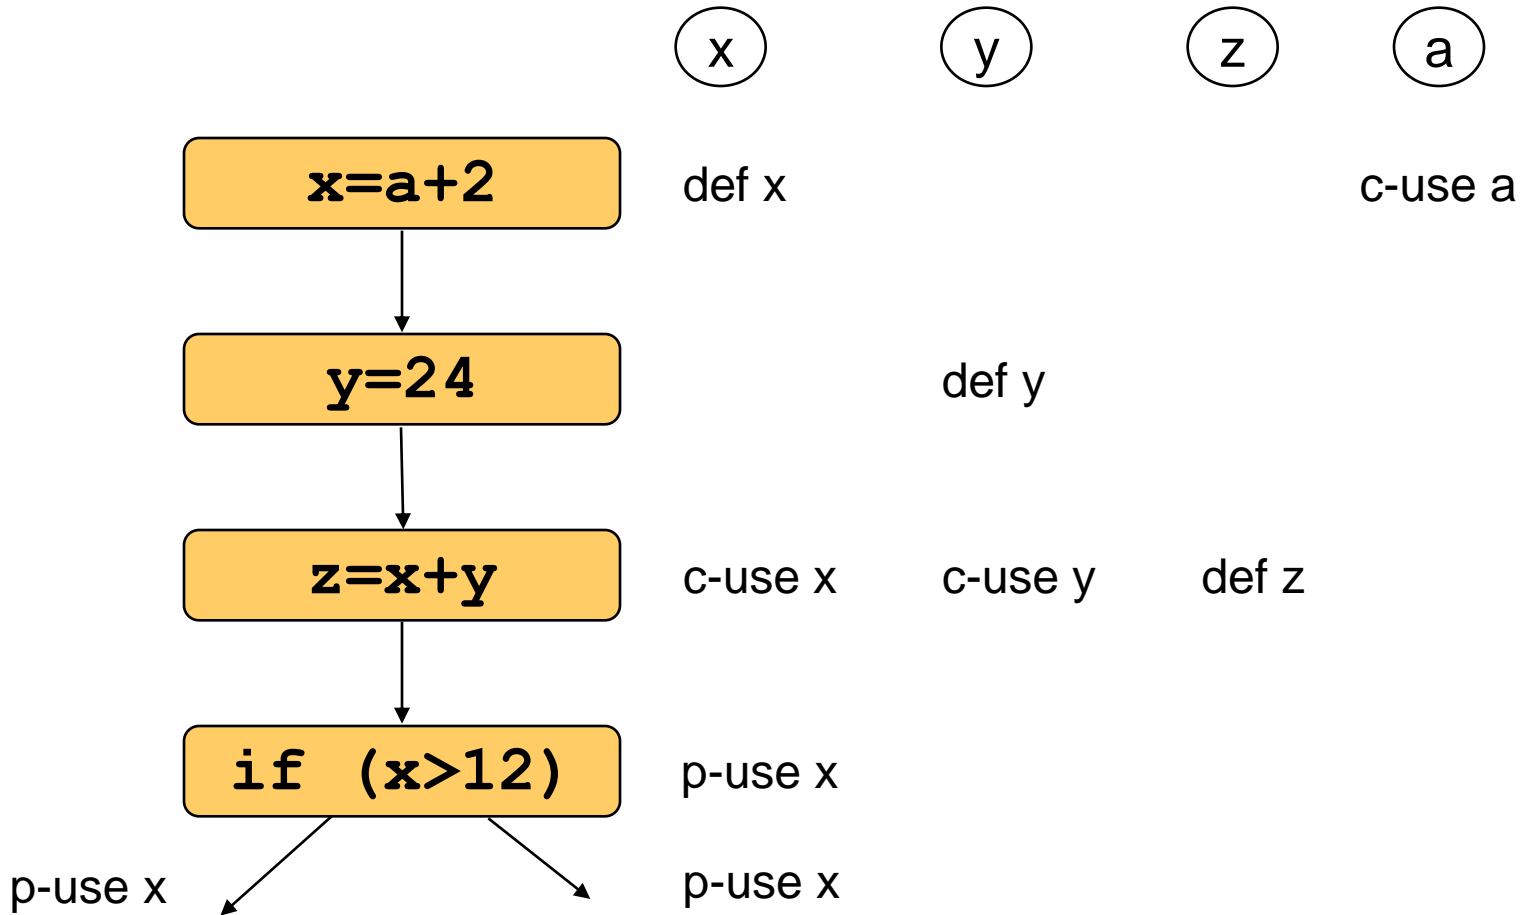 x y z a
x=a+2 def x c-use a
y=24 def y
z=x+y c-use x c-use y def z
if (x>12) p-use x
p-use x p-use x